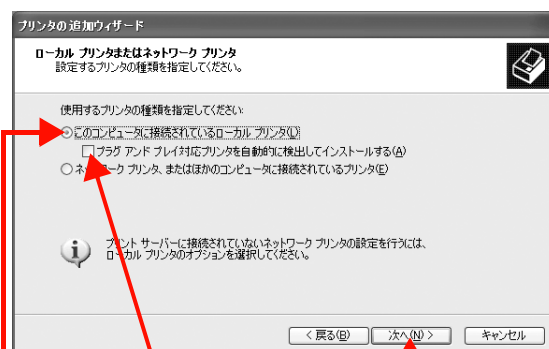 プリンタの追加ウィザード
ローカル プリンタまたはネットワーク プリンタ
設定するプリンタの種類を指定してください。
使用するプリンタの種類を指定してください:
このコンピュータに接続されているローカル プリンタ(L)
プラグ アンド プレイ対応プリンタを自動的に検出してインストールする(A)
ネットワーク プリンタ、またはほかのコンピュータに接続されているプリンタ(E)
プリント サーバーに接続されていないネットワーク プリンタの設定を行うには、
ローカル プリンタのオプションを選択してください。
< 戻る(B) 次へ(N) > キャンセル